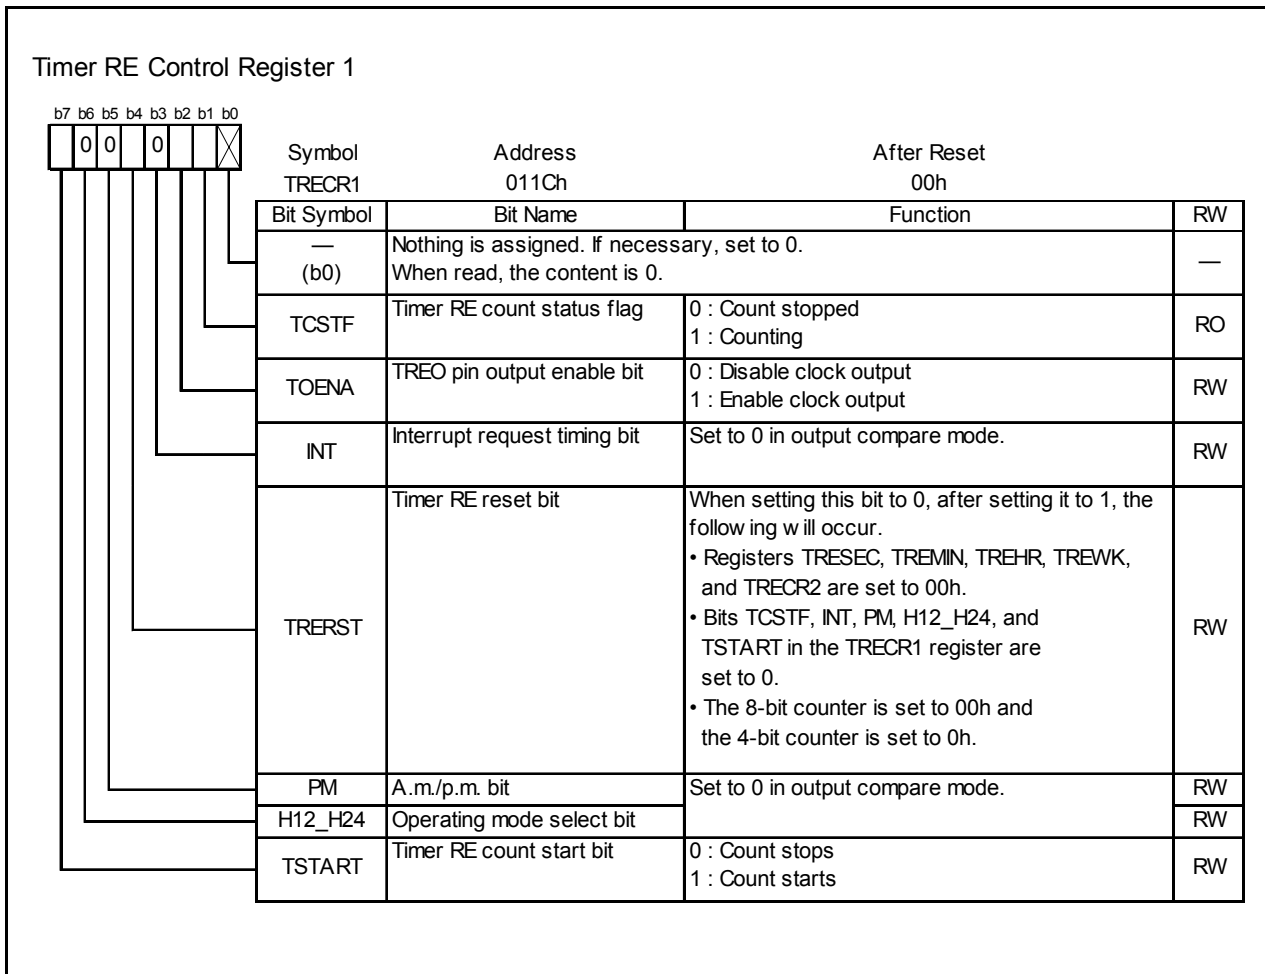 Timer RE Control Register 1
b7 b6 b5 b4 b3 b2 b1 b0
0 0 0
Symbol Address After Reset
TRECR1 011Ch 00h
Bit Symbol Bit Name Function RW
— (b0) Nothing is assigned. If necessary, set to 0.
When read, the content is 0. —
TCSTF Timer RE count status flag 0 : Count stopped
1 : Counting RO
TOENA TREO pin output enable bit 0 : Disable clock output
1 : Enable clock output RW
INT Interrupt request timing bit Set to 0 in output compare mode. RW
TRERST Timer RE reset bit When setting this bit to 0, after setting it to 1, the
following will occur.
• Registers TRESEC, TREMIN, TREHR, TREWK,
and TRECR2 are set to 00h.
• Bits TCSTF, INT, PM, H12_H24, and
TSTART in the TRECR1 register are
set to 0.
• The 8-bit counter is set to 00h and
the 4-bit counter is set to 0h. RW
PM A.m./p.m. bit Set to 0 in output compare mode. RW
H12_H24 Operating mode select bit RW
TSTART Timer RE count start bit 0 : Count stops
1 : Count starts RW